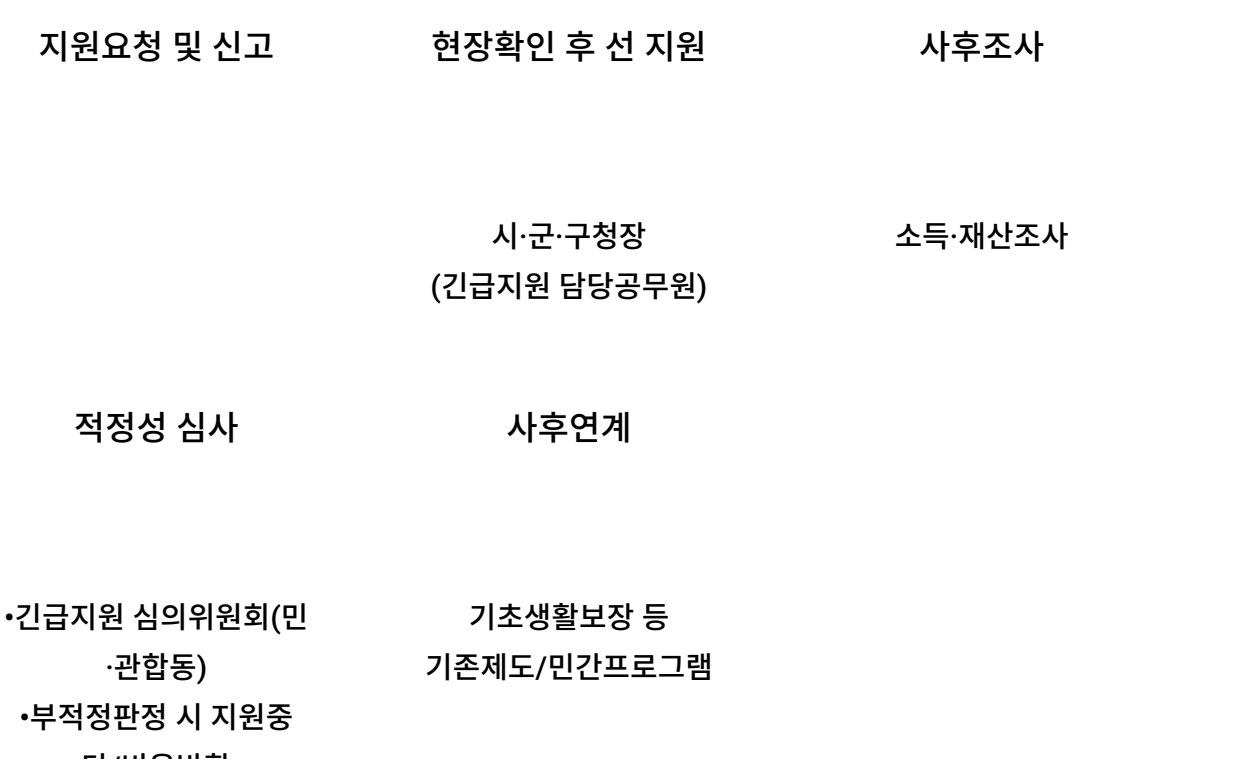 지원요청 및 신고
현장확인 후 선 지원
사후조사
시·군·구청장
(긴급지원 담당공무원)
소득·재산조사
적정성 심사
사후연계
•긴급지원 심의위원회(민
·관합동)
•부적정판정 시 지원중
기초생활보장 등
기존제도/민간프로그램